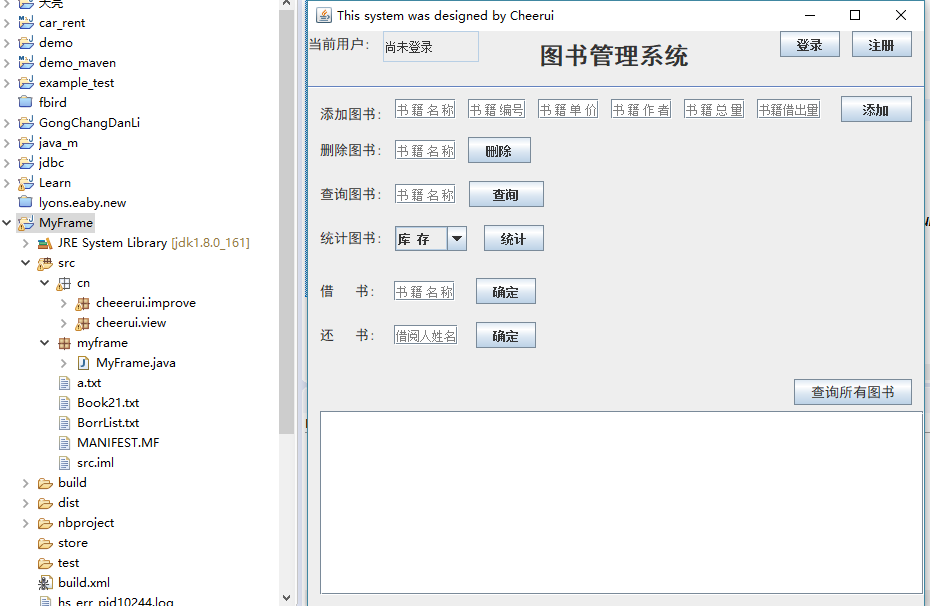 天亮
car_rent
demo
demo_maven
example_test
fbird
GongChangDanLi
java_m
jdbc
Learn
lyons.eaby.new
MyFrame
JRE System Library [jdk1.8.0_161]
src
cn
cheeerui.improve
cheerui.view
myframe
MyFrame.java
a.txt
Book21.txt
BorrList.txt
MANIFEST.MF
src.iml
build
dist
nbproject
store
test
build.xml
hs_err_pid10244.log
This system was designed by Cheerui
当前用户: 尚未登录 图书管理系统 登录 注册
添加图书: 书籍名称 书籍编号 书籍单价 书籍作者 书籍总量 书籍借出量 添加
删除图书: 书籍名称 删除
查询图书: 书籍名称 查询
统计图书: 库 存 统计
借 书: 书籍名称 确定
还 书: 借阅人姓名 确定
查询所有图书